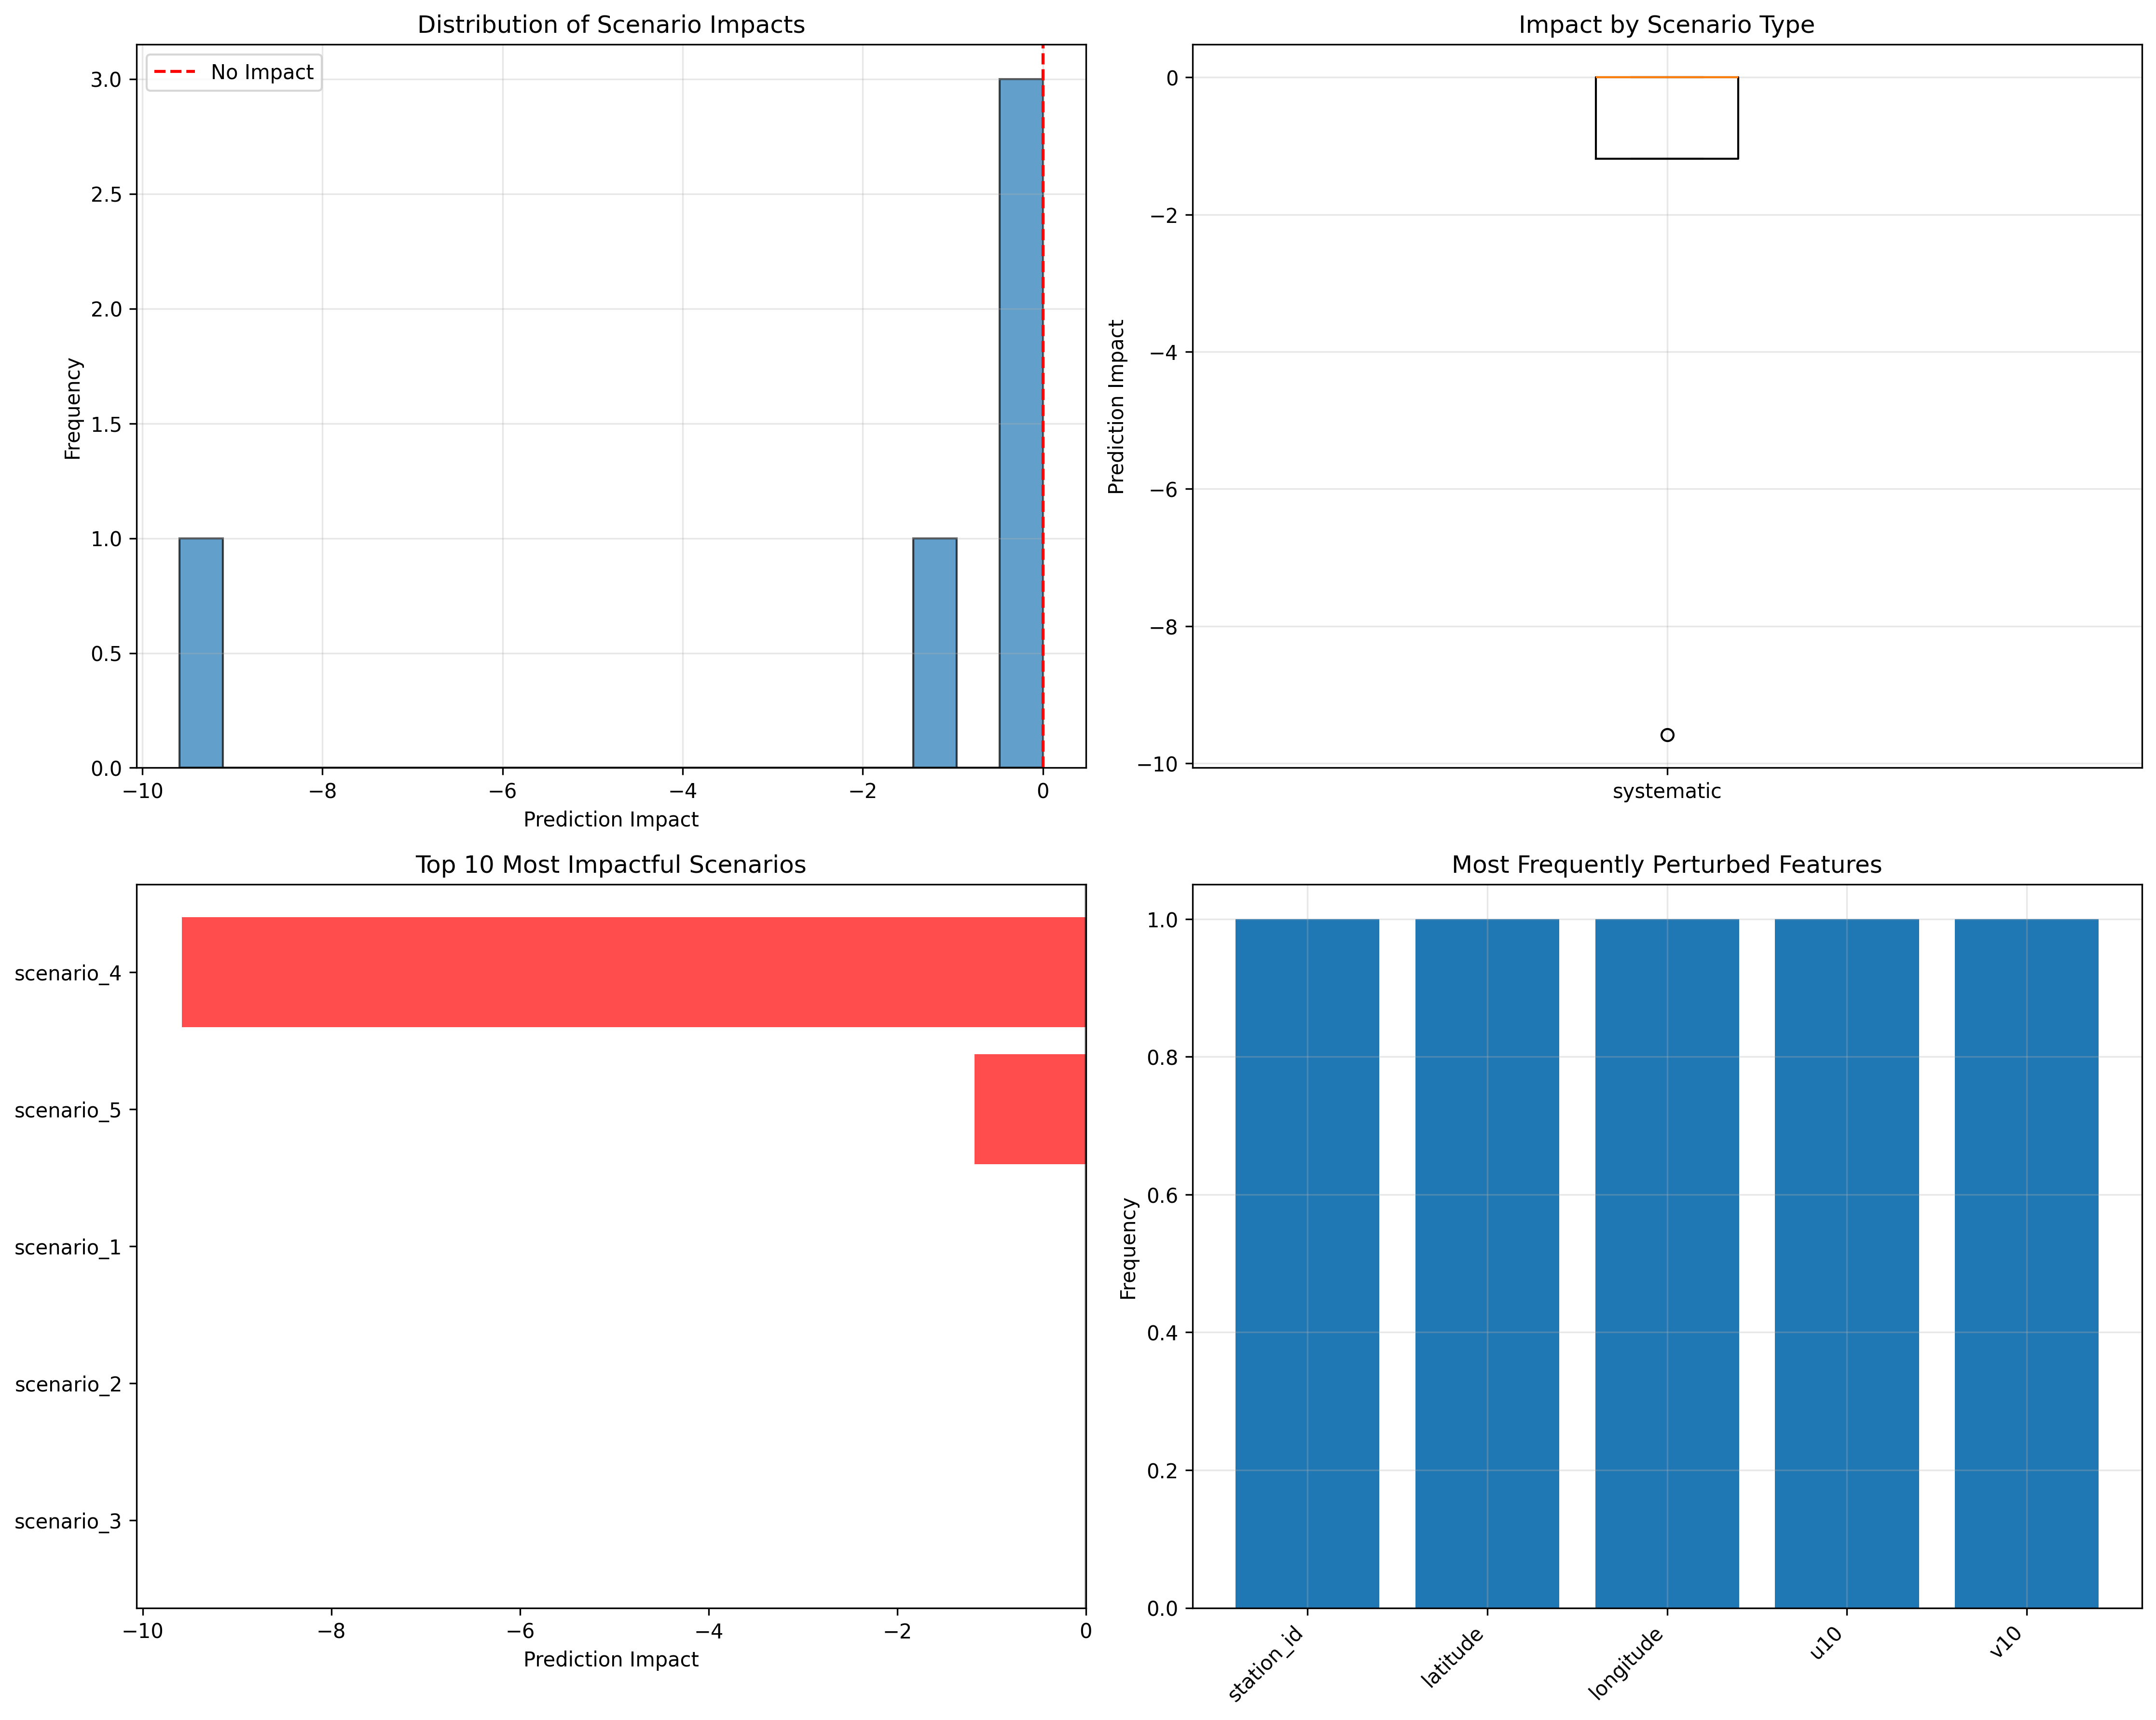 Distribution of Scenario Impacts
No Impact
3.0
2.5
2.0
1.5
1.0
0.5
0.0
Frequency
−10 −8 −6 −4 −2 0
Prediction Impact
Impact by Scenario Type
0
−2
−4
−6
−8
−10
Prediction Impact
systematic
Top 10 Most Impactful Scenarios
scenario_4
scenario_5
scenario_1
scenario_2
scenario_3
−10 −8 −6 −4 −2 0
Prediction Impact
Most Frequently Perturbed Features
1.0
0.8
0.6
0.4
0.2
0.0
Frequency
station_id latitude longitude u10 v10